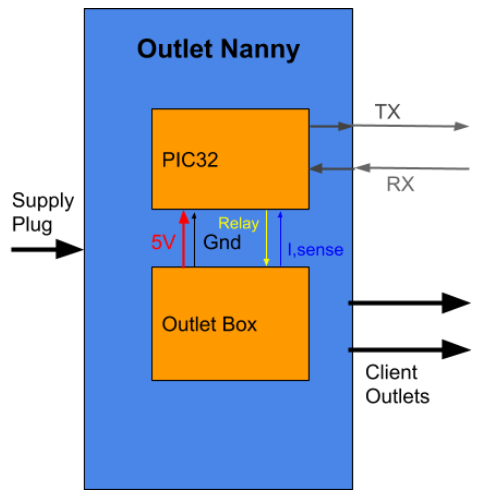 Outlet Nanny
TX
PIC32
RX
Supply
Plug
Relay
5V
Gnd
I,sense
Outlet Box
Client
Outlets